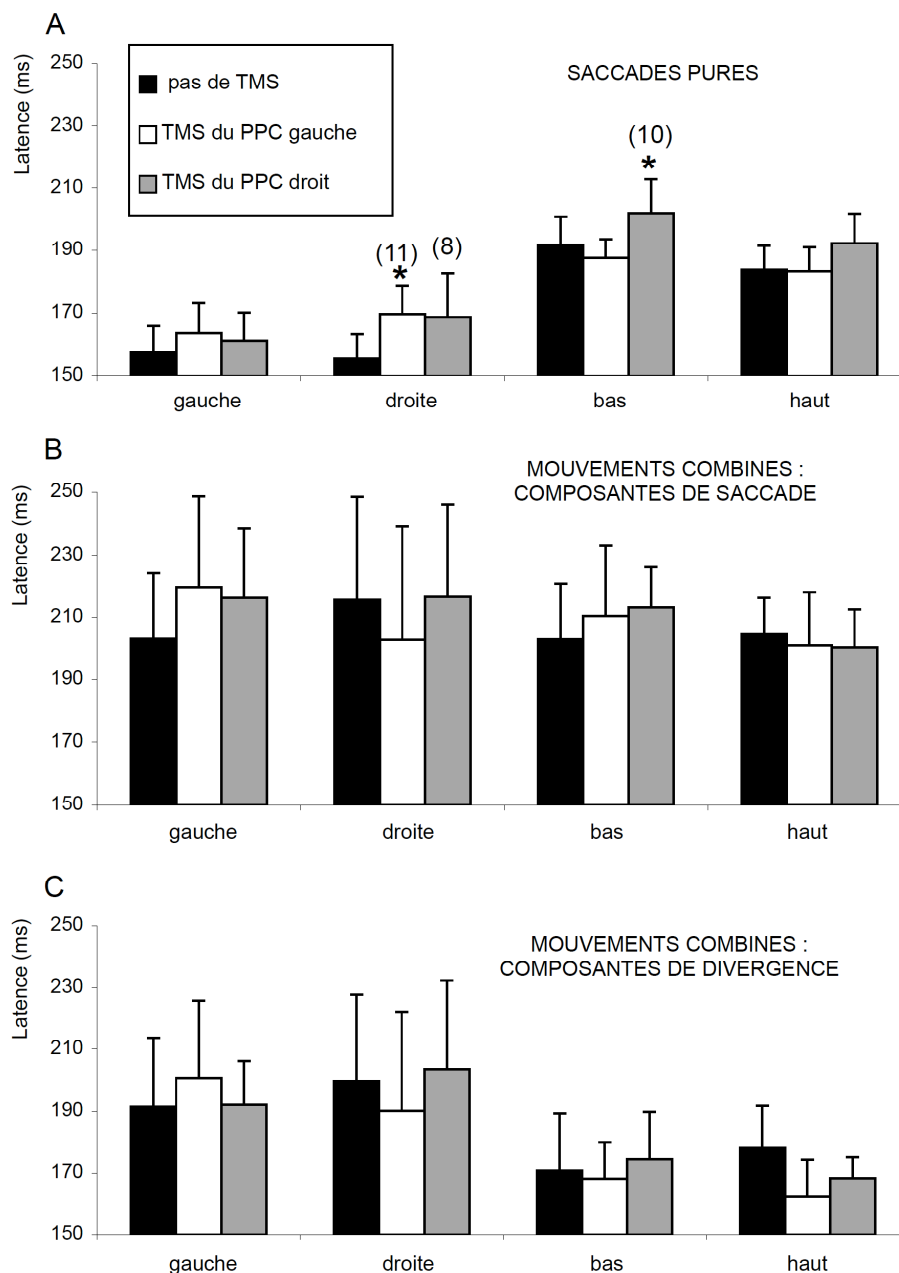 A
250
230
210
190
170
150
Latence (ms)
pas de TMS
TMS du PPC gauche
TMS du PPC droit
SACCADES PURES
(11)
*
(8)
(10)
*
gauche droite bas haut
B
250
230
210
190
170
150
Latence (ms)
MOUVEMENTS COMBINES :
COMPOSANTES DE SACCADE
gauche droite bas haut
C
250
230
210
190
170
150
Latence (ms)
MOUVEMENTS COMBINES :
COMPOSANTES DE DIVERGENCE
gauche droite bas haut